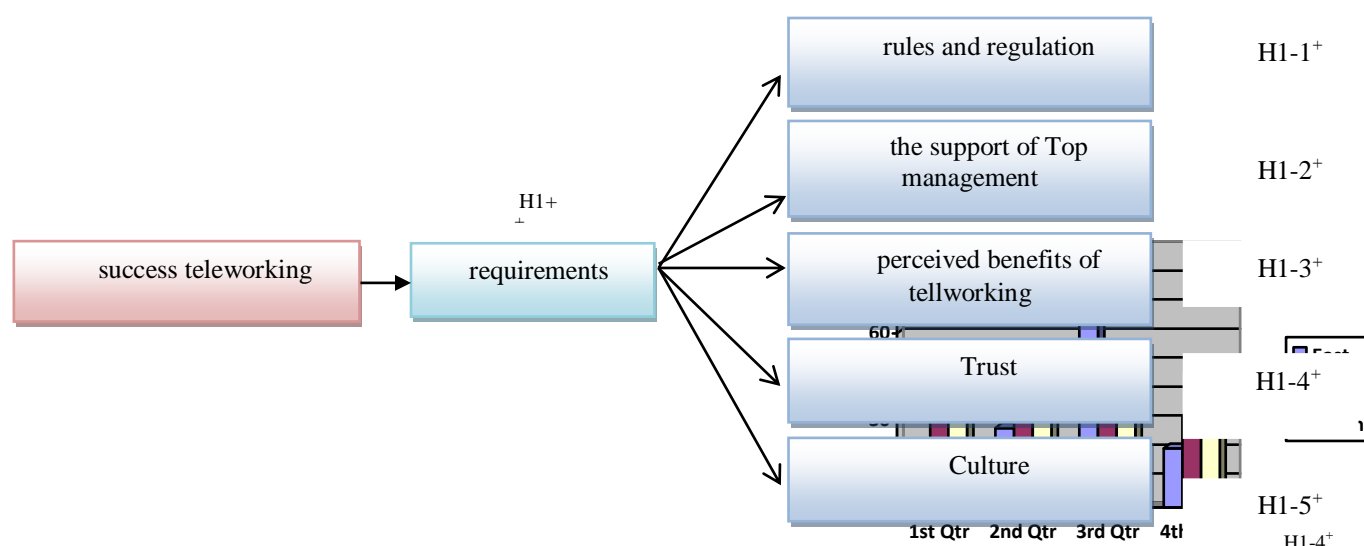 rules and regulation
H1-1+
the support of Top
management
H1-2+
H1+
+
success teleworking
requirements
perceived benefits of
tellworking
H1-3+
60
Trust
H1-4+
Culture
H1-5+
1st Qtr 2nd Qtr 3rd Qtr
H1-4+